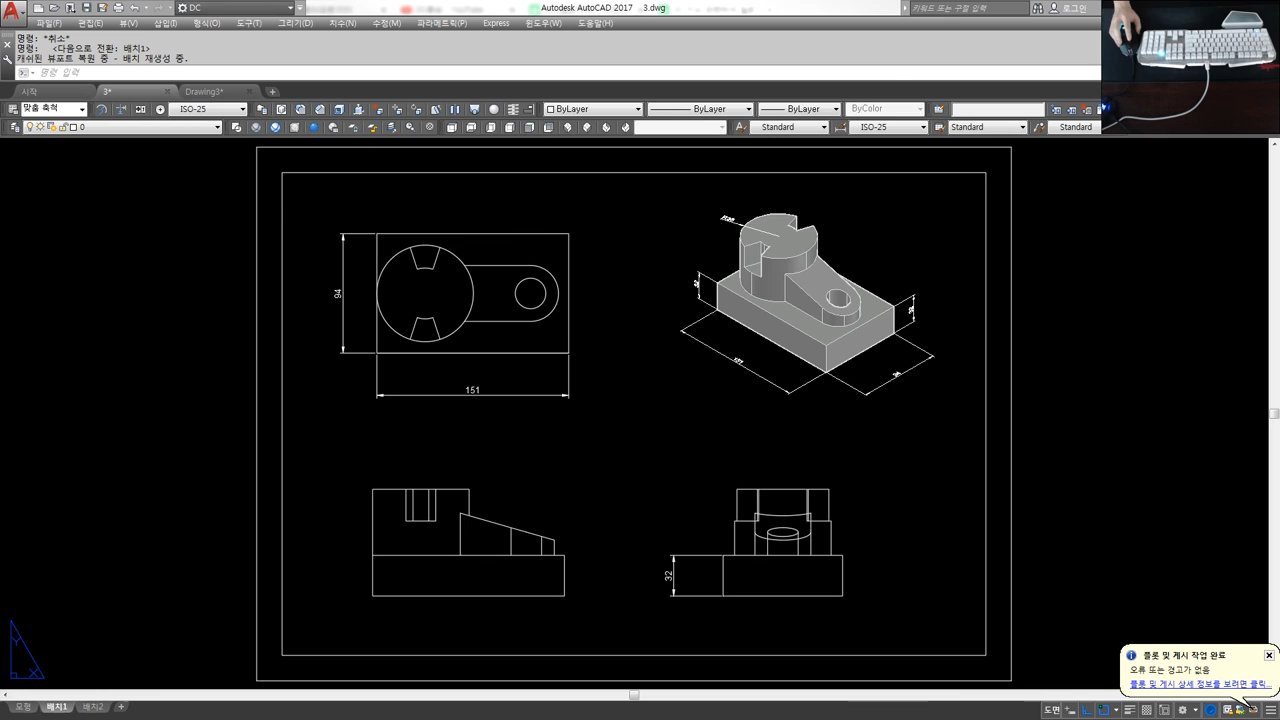 DC
Autodesk AutoCAD 2017 3.dwg
키워드 또는 구절 입력
로그인
파일(F) 편집(E) 뷰(V) 삽입(I) 형식(O) 도구(T) 그리기(D) 치수(N) 수정(M) 파라메트릭(P) Express 윈도우(W) 도움말(H)
명령: *취소*
명령: <다음으로 전환: 배치1>
캐시된 뷰포트 복원 중 - 배치 재생성 중.
명령 입력
시작 3* Drawing3*
맞춤 축척 ISO-25 ByLayer ByLayer ByLayer ByColor
0 Standard ISO-25 Standard Standard
94
151
32
Y
X
플롯 및 게시 작업 완료
오류 또는 경고가 없음
플롯 및 게시 상세 정보를 보려면 클릭...
모형 배치1 배치2
도면